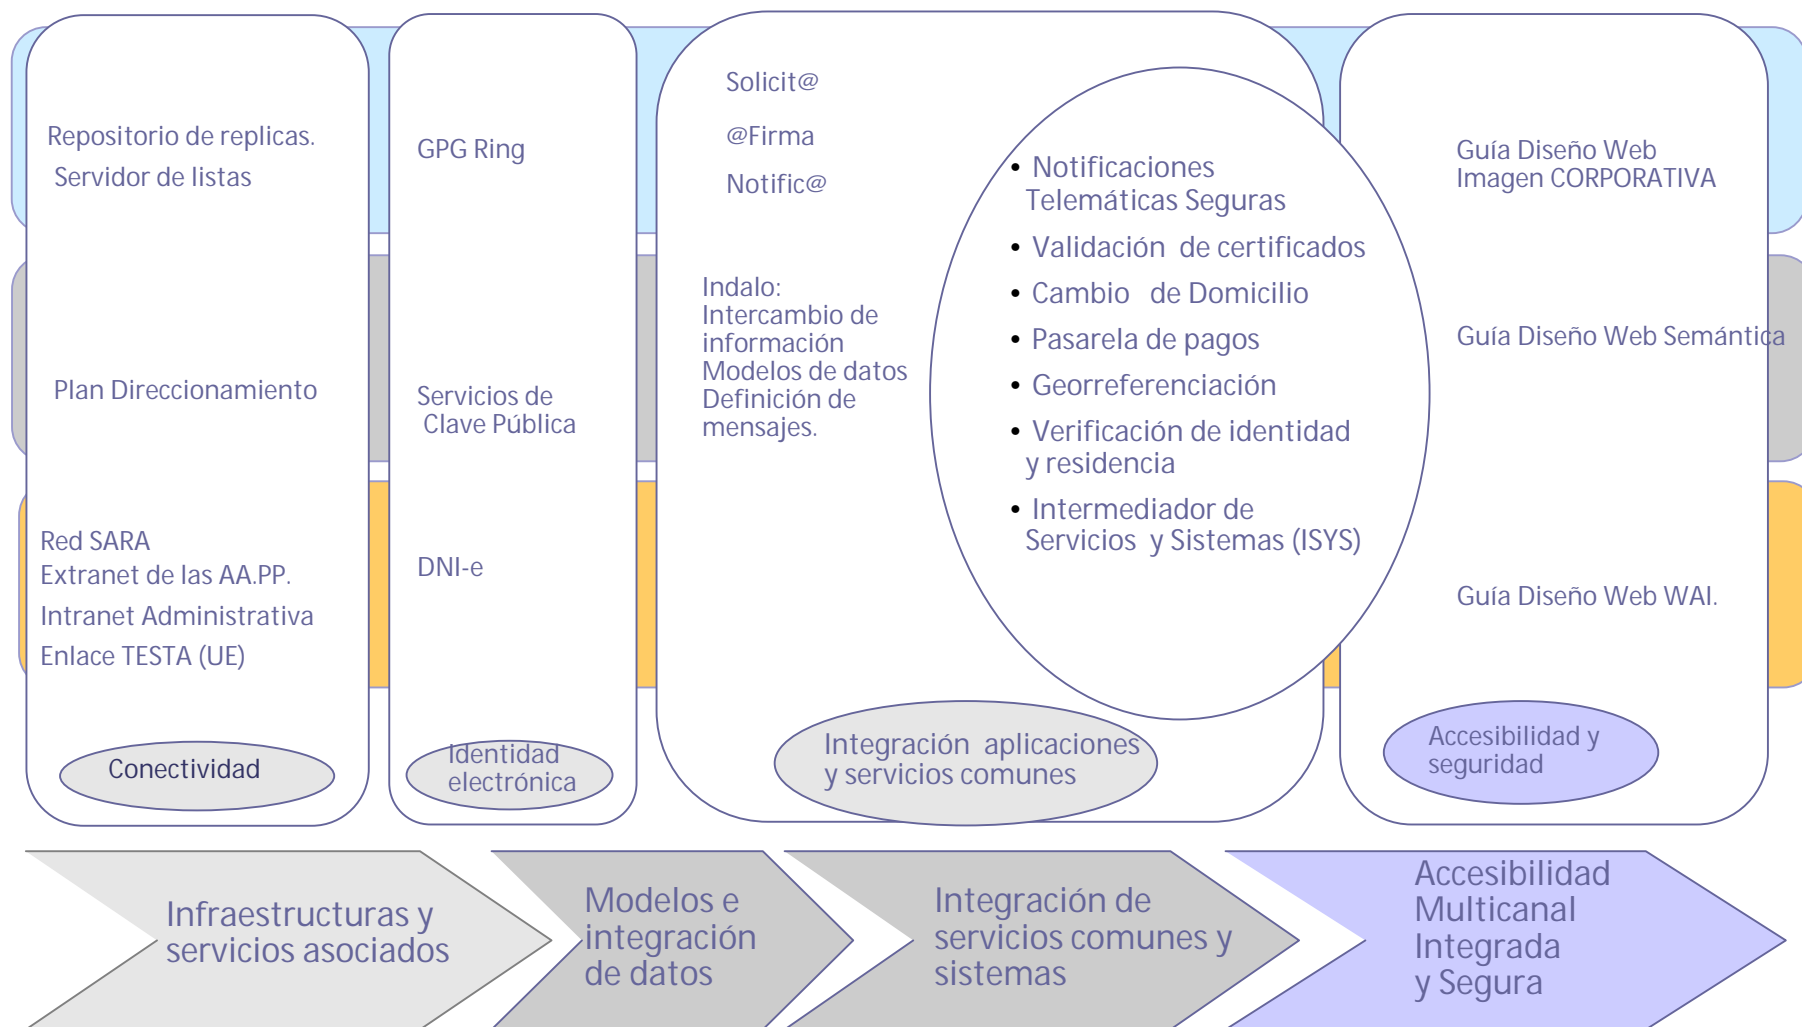 Repositorio de replicas.
Servidor de listas
Plan Direccionamiento
Red SARA
Extranet de las AA.PP.
Intranet Administrativa
Enlace TESTA (UE)
Conectividad
GPG Ring
Servicios de
Clave Pública
DNI-e
Identidad
electrónica
Solicit@
@Firma
Notific@
Indalo:
Intercambio de
información
Modelos de datos
Definición de
mensajes.
• Notificaciones
Telemáticas Seguras
• Validación de certificados
• Cambio de Domicilio
• Pasarela de pagos
• Georreferenciación
• Verificación de identidad
y residencia
• Intermediador de
Servicios y Sistemas (ISYS)
Integración aplicaciones
y servicios comunes
Guía Diseño Web
Imagen CORPORATIVA
Guía Diseño Web Semántica
Guía Diseño Web WAI.
Accesibilidad y
seguridad
Infraestructuras y
servicios asociados
Modelos e
integración
de datos
Integración de
servicios comunes y
sistemas
Accesibilidad
Multicanal
Integrada
y Segura